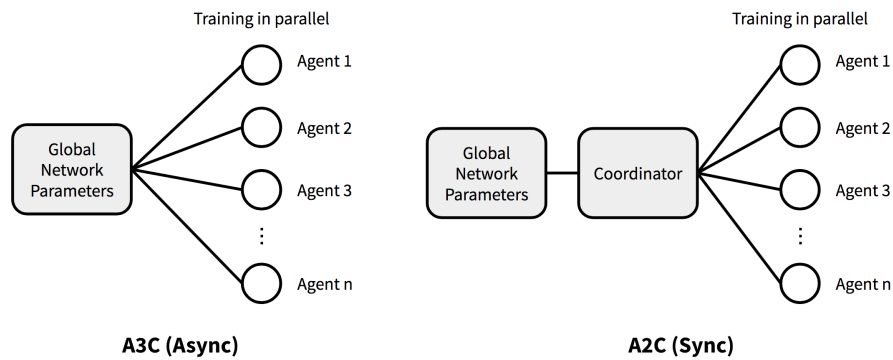 Training in parallel
Agent 1
Agent 2
Agent 3
⋮
Agent n
Global
Network
Parameters
A3C (Async)
Training in parallel
Agent 1
Agent 2
Agent 3
⋮
Agent n
Global
Network
Parameters
Coordinator
A2C (Sync)